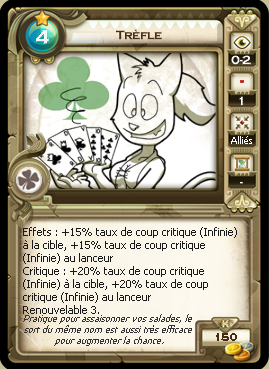 4
TRÈFLE
0-2
1
Alliés
-
Effets : +15% taux de coup critique (Infinie)
à la cible, +15% taux de coup critique
(Infinie) au lanceur
Critique : +20% taux de coup critique
(Infinie) à la cible, +20% taux de coup
critique (Infinie) au lanceur
Renouvelable 3.
Pratique pour assaisonner vos salades, le
sort du même nom est aussi très efficace
pour augmenter la chance.
K
150